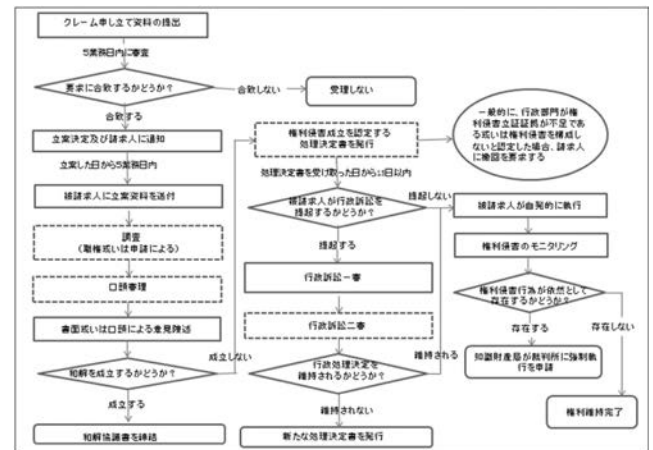 クレーム申し立て資料の提出
5業務日内に審査
要求に合致するかどうか?
合致しない
受理しない
合致する
立案決定及び請求人に通知
立案した日から5業務日内
被請求人に立案資料を送付
調査
(職権或いは申請による)
口頭審理
書面或いは口頭による意見陳述
和解を成立するかどうか?
成立しない
成立する
和解協議書を締結
権利侵害成立を認定する
処理決定書を発行
処理決定書を受け取った日から15日以内
被請求人が行政訴訟を
提起するかどうか?
提起しない
提起する
行政訴訟一審
行政訴訟二審
行政処理決定を
維持されるかどうか?
維持される
維持されない
新たな処理決定書を発行
一般的に、行政部門が権
利侵害立証証拠が不足であ
る或いは権利侵害を構成し
ないと認定した場合、請求人
に撤回を要求する
被請求人が自発的に執行
権利侵害のモニタリング
権利侵害行為が依然として
存在するかどうか?
存在する
存在しない
知識財産局が裁判所に強制執行
を申請
権利維持完了